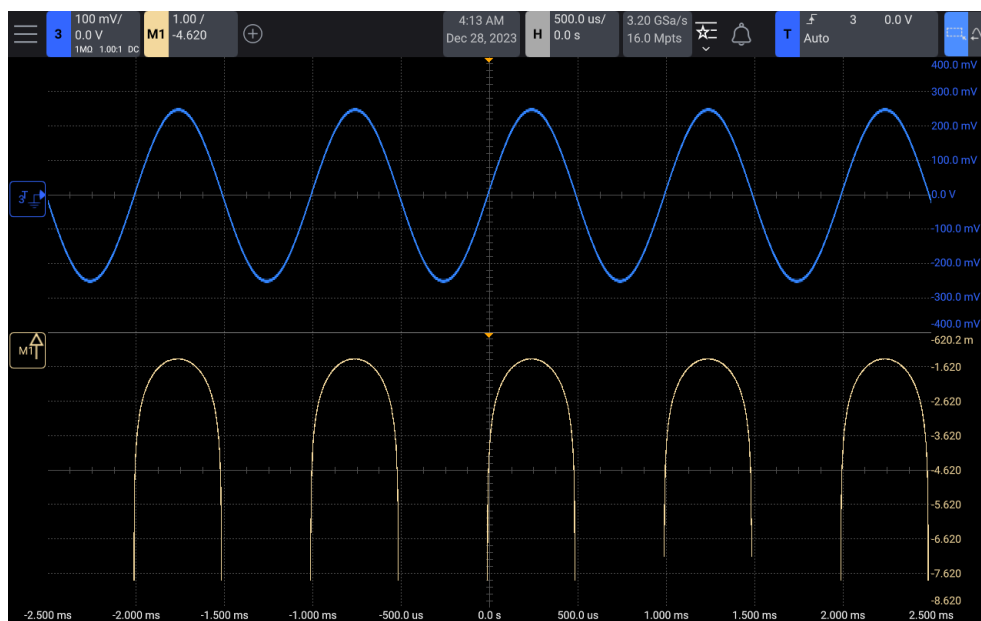 3 100 mV/ 0.0 V 1MΩ 1.00:1 DC
M1 1.00 / -4.620
4:13 AM
Dec 28, 2023
H 500.0 us/ 0.0 s
3.20 GSa/s
16.0 Mpts
T 3 0.0 V
Auto
400.0 mV
300.0 mV
200.0 mV
100.0 mV
0.0 V
-100.0 mV
-200.0 mV
-300.0 mV
-400.0 mV
3
T
M1
-620.2 m
-1.620
-2.620
-3.620
-4.620
-5.620
-6.620
-7.620
-8.620
-2.500 ms -2.000 ms -1.500 ms -1.000 ms -500.0 us 0.0 s 500.0 us 1.000 ms 1.500 ms 2.000 ms 2.500 ms